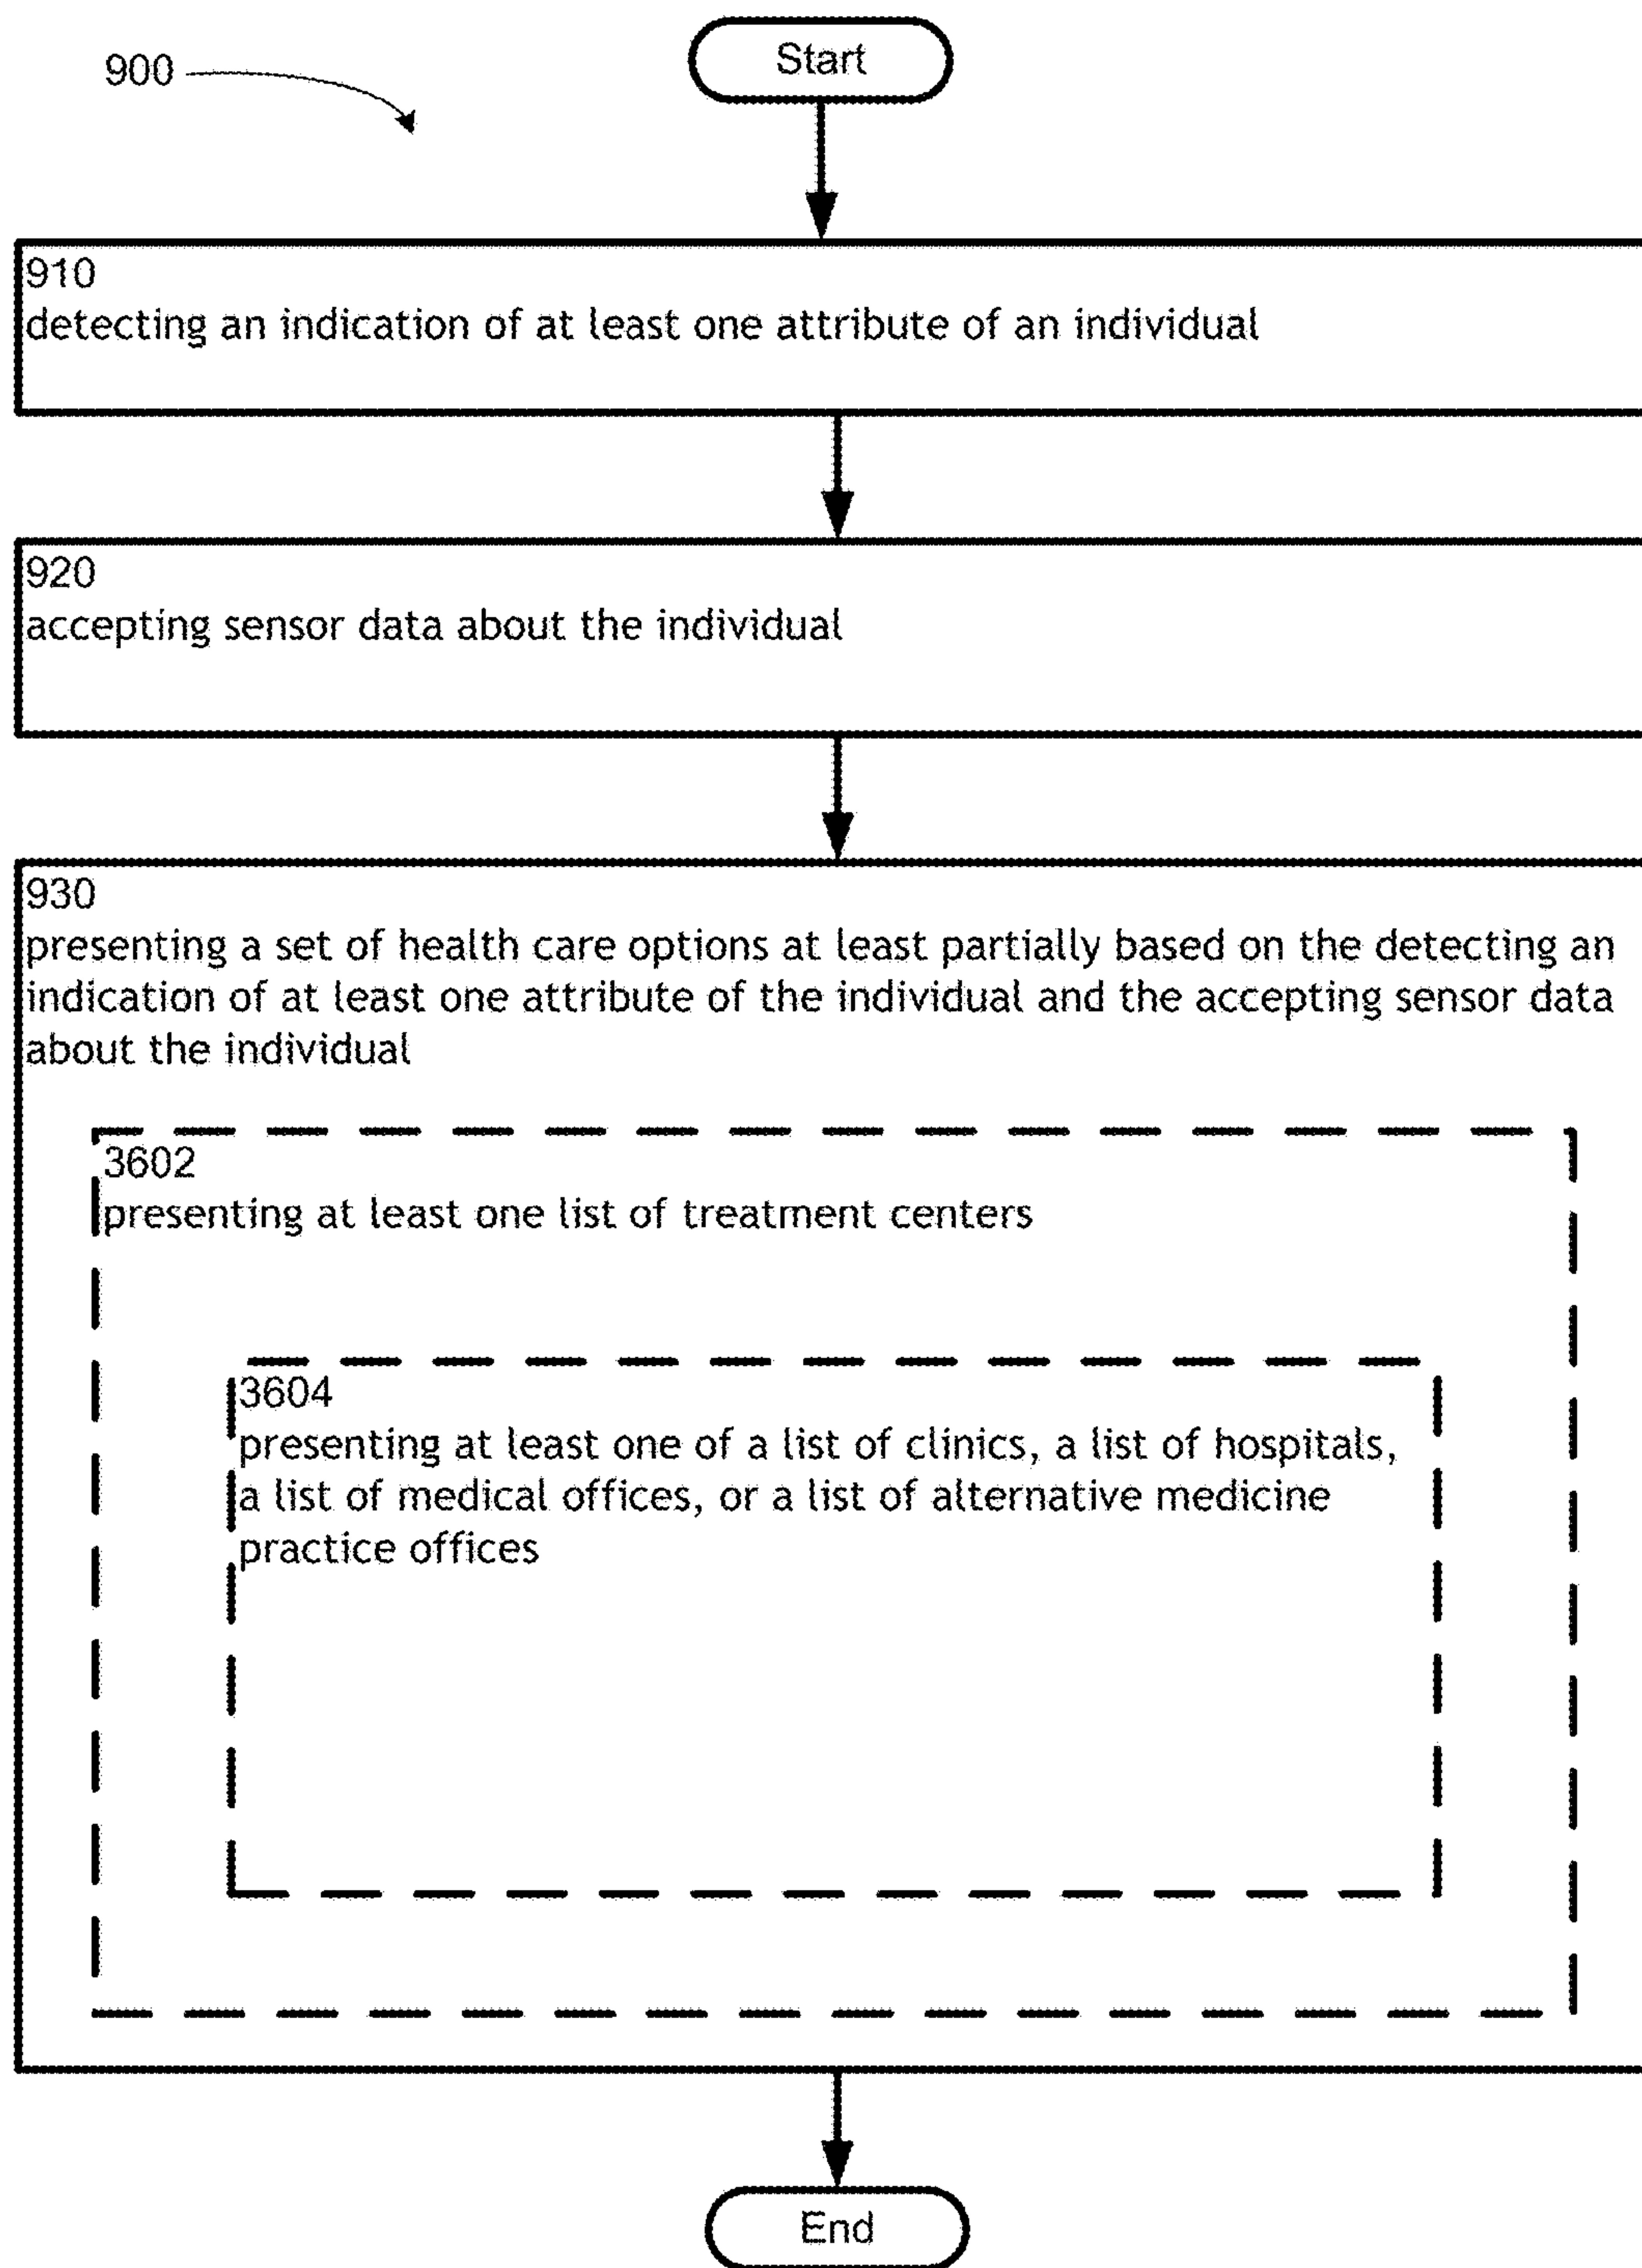 900
Start
910
detecting an indication of at least one attribute of an individual
920
accepting sensor data about the individual
930
presenting a set of health care options at least partially based on the detecting an
indication of at least one attribute of the individual and the accepting sensor data
about the individual
3602
presenting at least one list of treatment centers
3604
presenting at least one of a list of clinics, a list of hospitals,
a list of medical offices, or a list of alternative medicine
practice offices
End